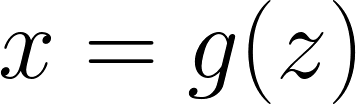 x = g(z)